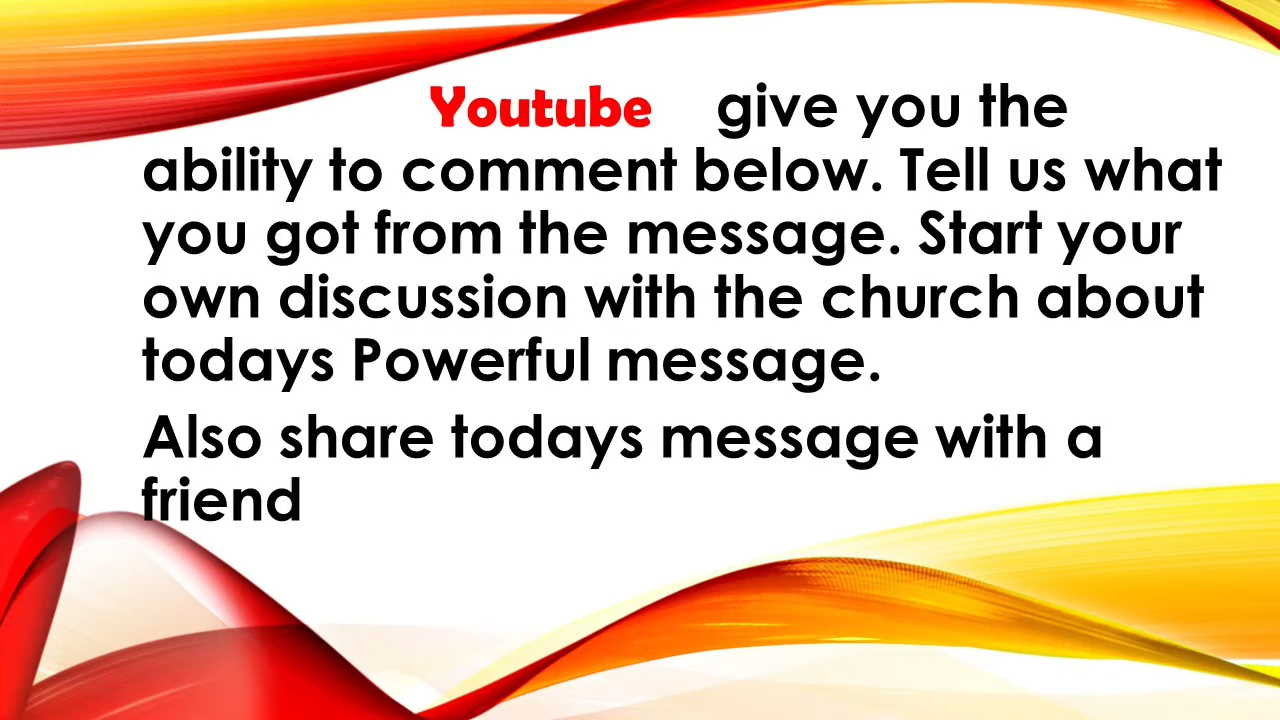 Youtube give you the
ability to comment below. Tell us what
you got from the message. Start your
own discussion with the church about
todays Powerful message.
Also share todays message with a
friend